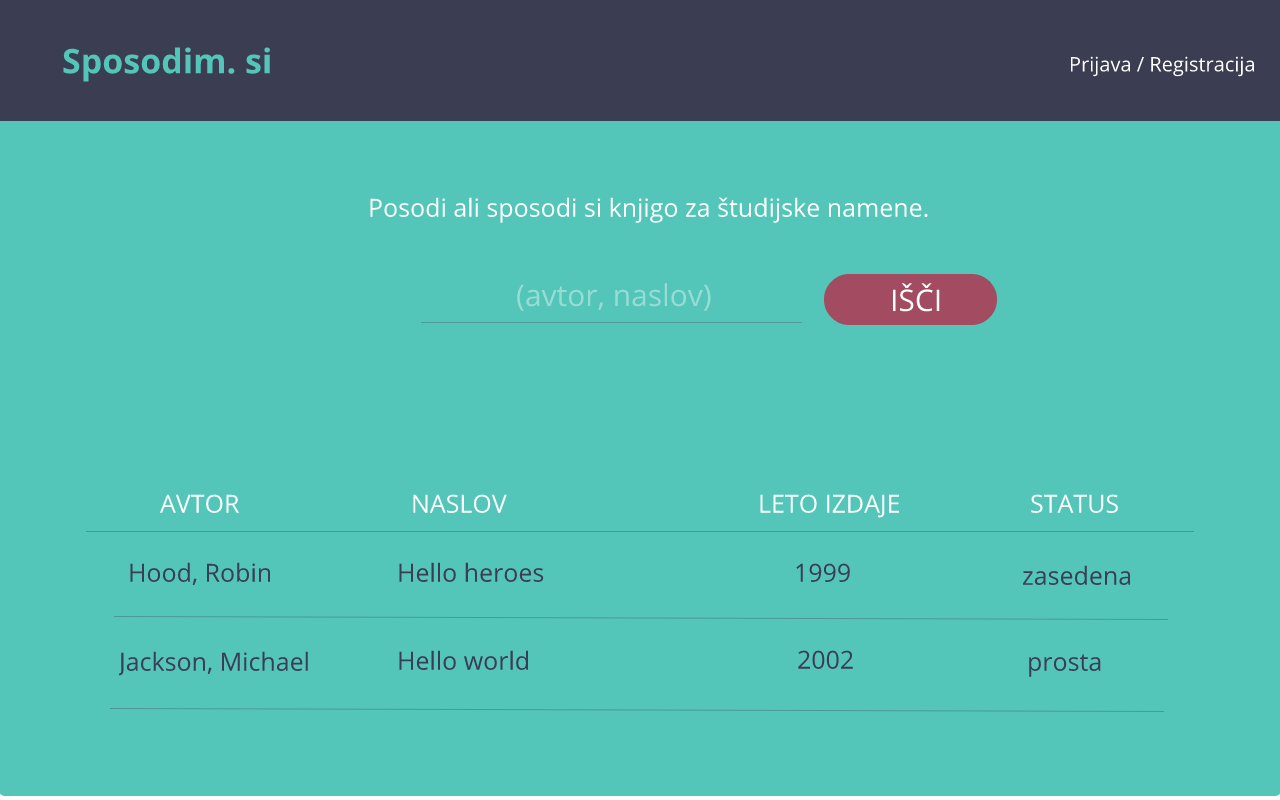 Sposodim. si
Prijava / Registracija
Posodi ali sposodi si knjigo za študijske namene.
(avtor, naslov)
IŠČI
AVTOR NASLOV LETO IZDAJE STATUS
Hood, Robin Hello heroes 1999 zasedena
Jackson, Michael Hello world 2002 prosta